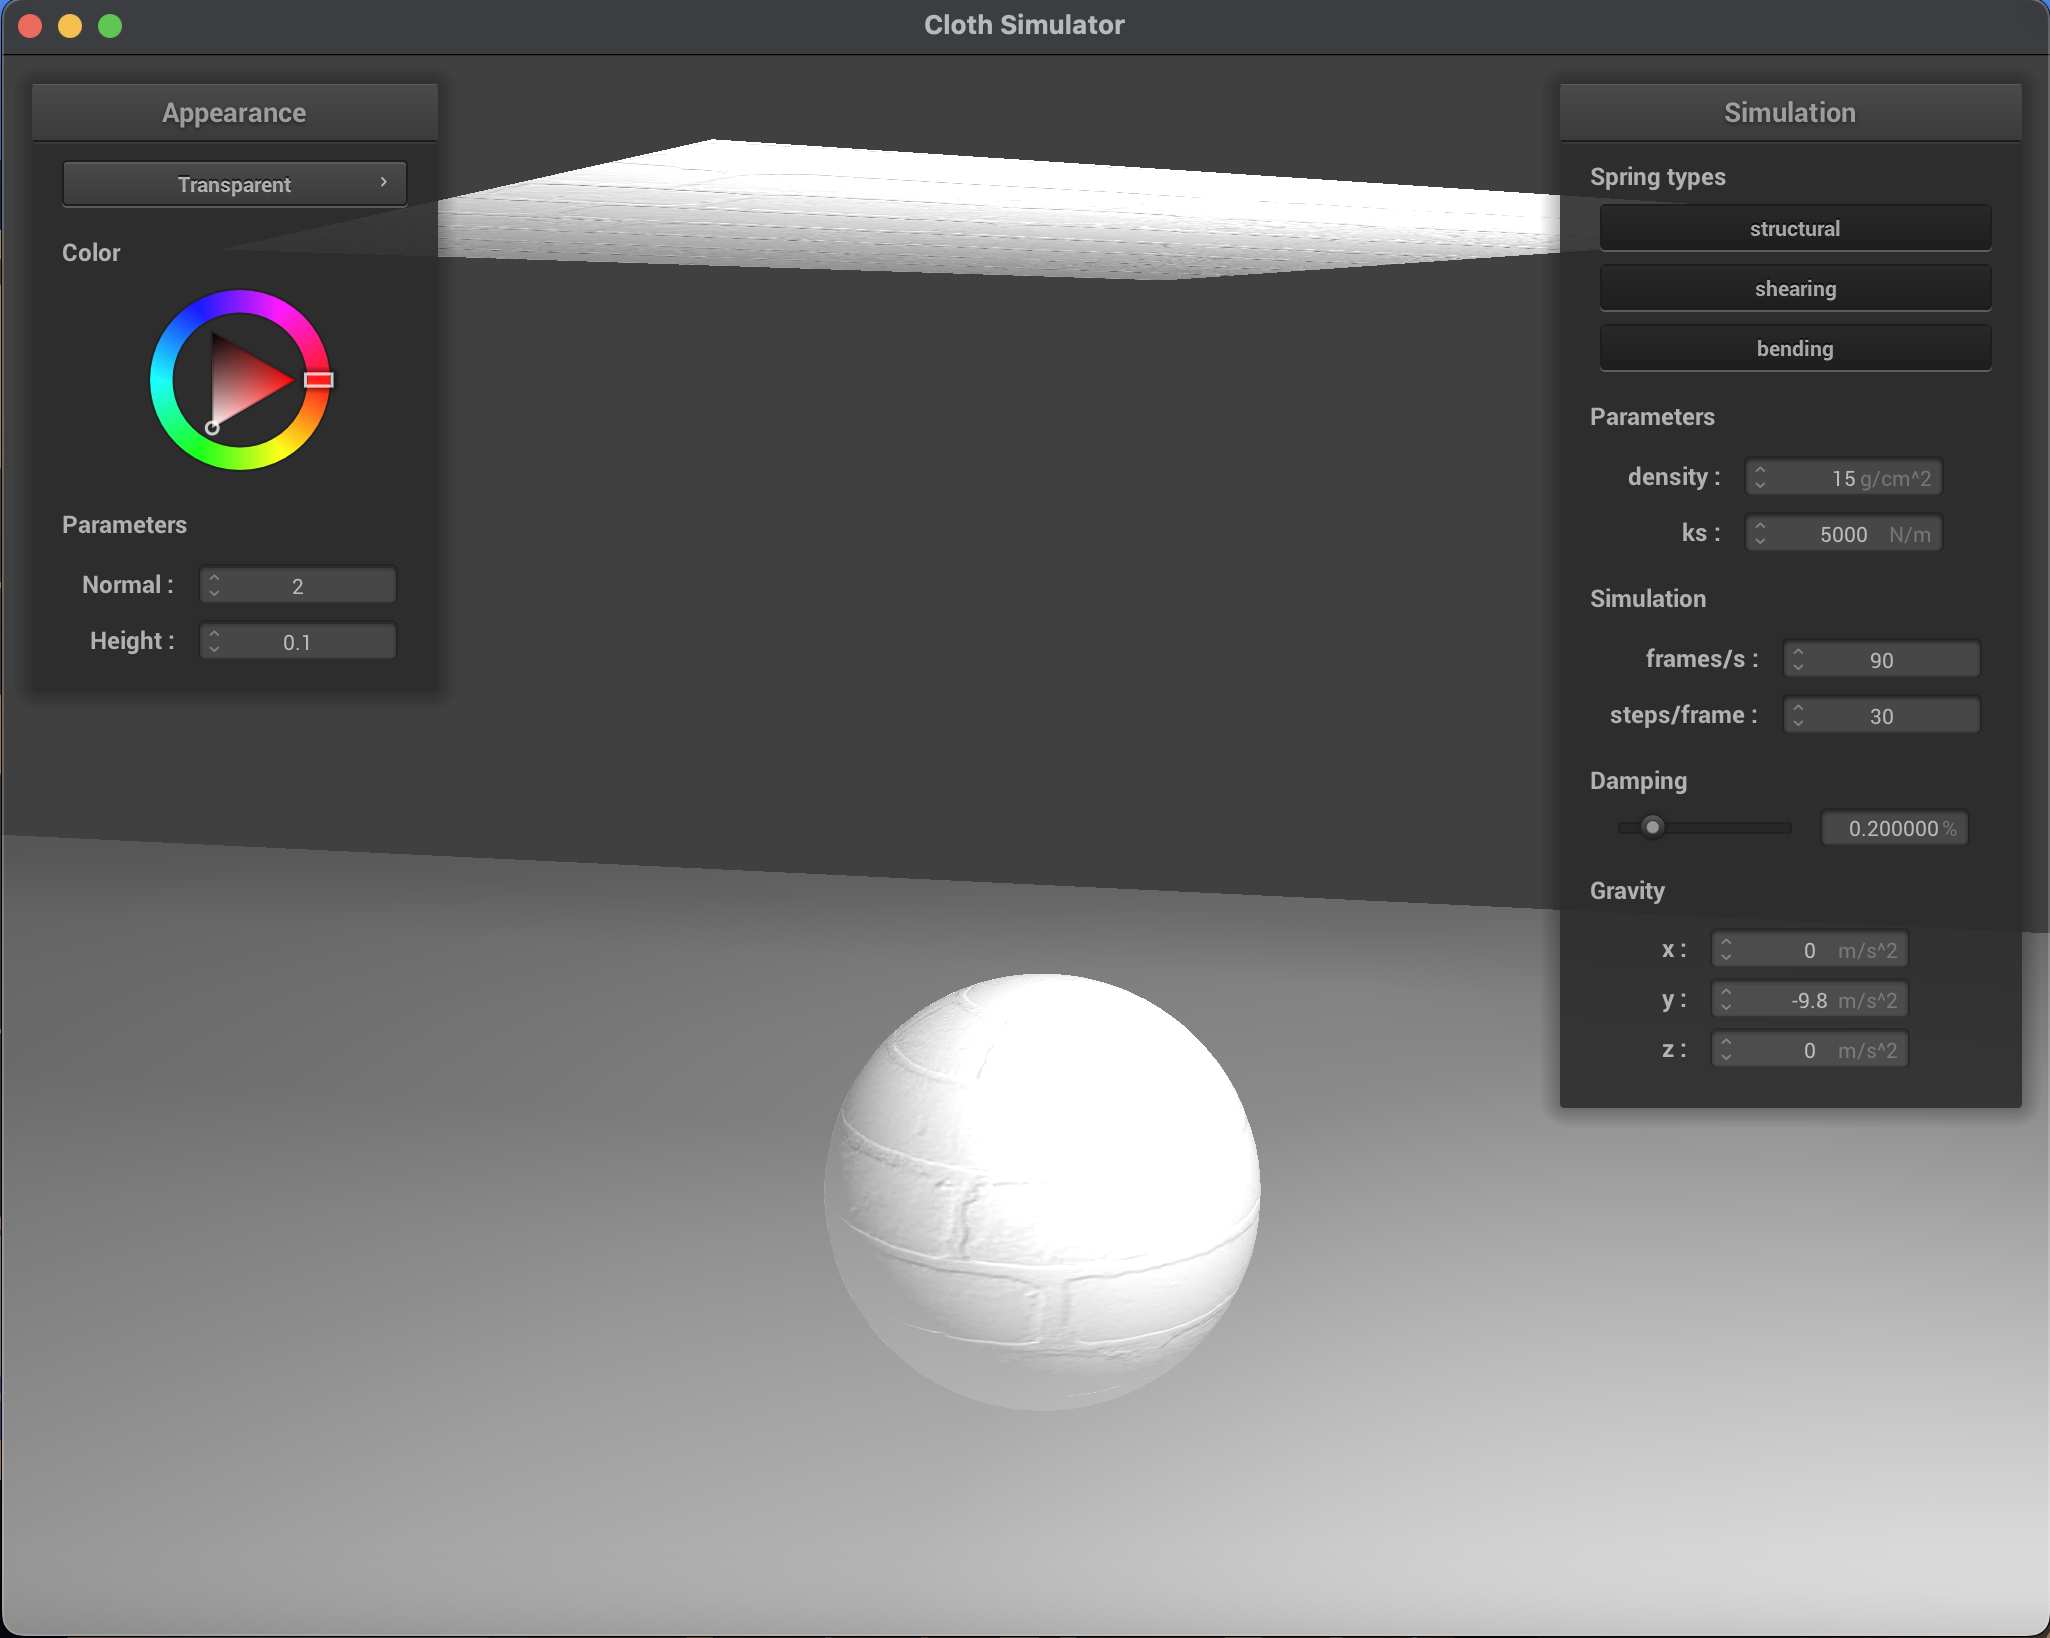 Cloth Simulator
Appearance
Transparent
Color
Parameters
Normal : 2
Height : 0.1
Simulation
Spring types
structural
shearing
bending
Parameters
density : 15 g/cm^2
ks : 5000 N/m
Simulation
frames/s : 90
steps/frame : 30
Damping
0.200000 %
Gravity
x : 0 m/s^2
y : -9.8 m/s^2
z : 0 m/s^2